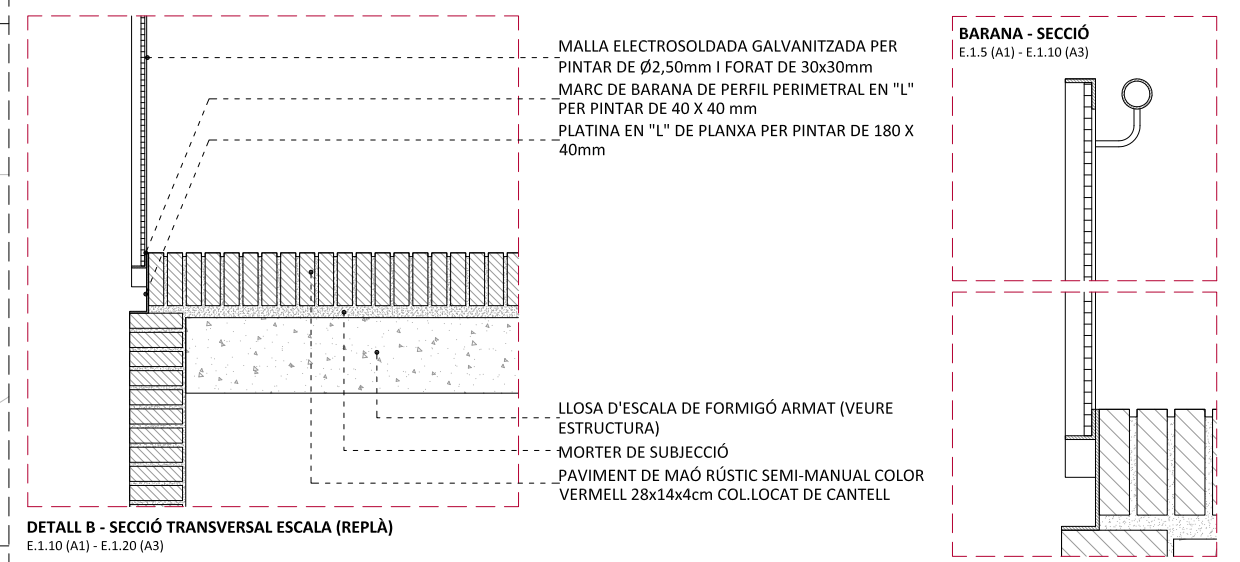 MALLA ELECTROSOLDADA GALVANITZADA PER
PINTAR DE Ø2,50mm I FORAT DE 30x30mm
MARC DE BARANA DE PERFIL PERIMETRAL EN "L"
PER PINTAR DE 40 X 40 mm
PLATINA EN "L" DE PLANXA PER PINTAR DE 180 X
40mm
LLOSA D'ESCALA DE FORMIGÓ ARMAT (VEURE
ESTRUCTURA)
MORTER DE SUBJECCIÓ
PAVIMENT DE MAÓ RÚSTIC SEMI-MANUAL COLOR
VERMELL 28x14x4cm COL.LOCAT DE CANTELL
DETALL B - SECCIÓ TRANSVERSAL ESCALA (REPLÀ)
E.1.10 (A1) - E.1.20 (A3)
BARANA - SECCIÓ
E.1.5 (A1) - E.1.10 (A3)